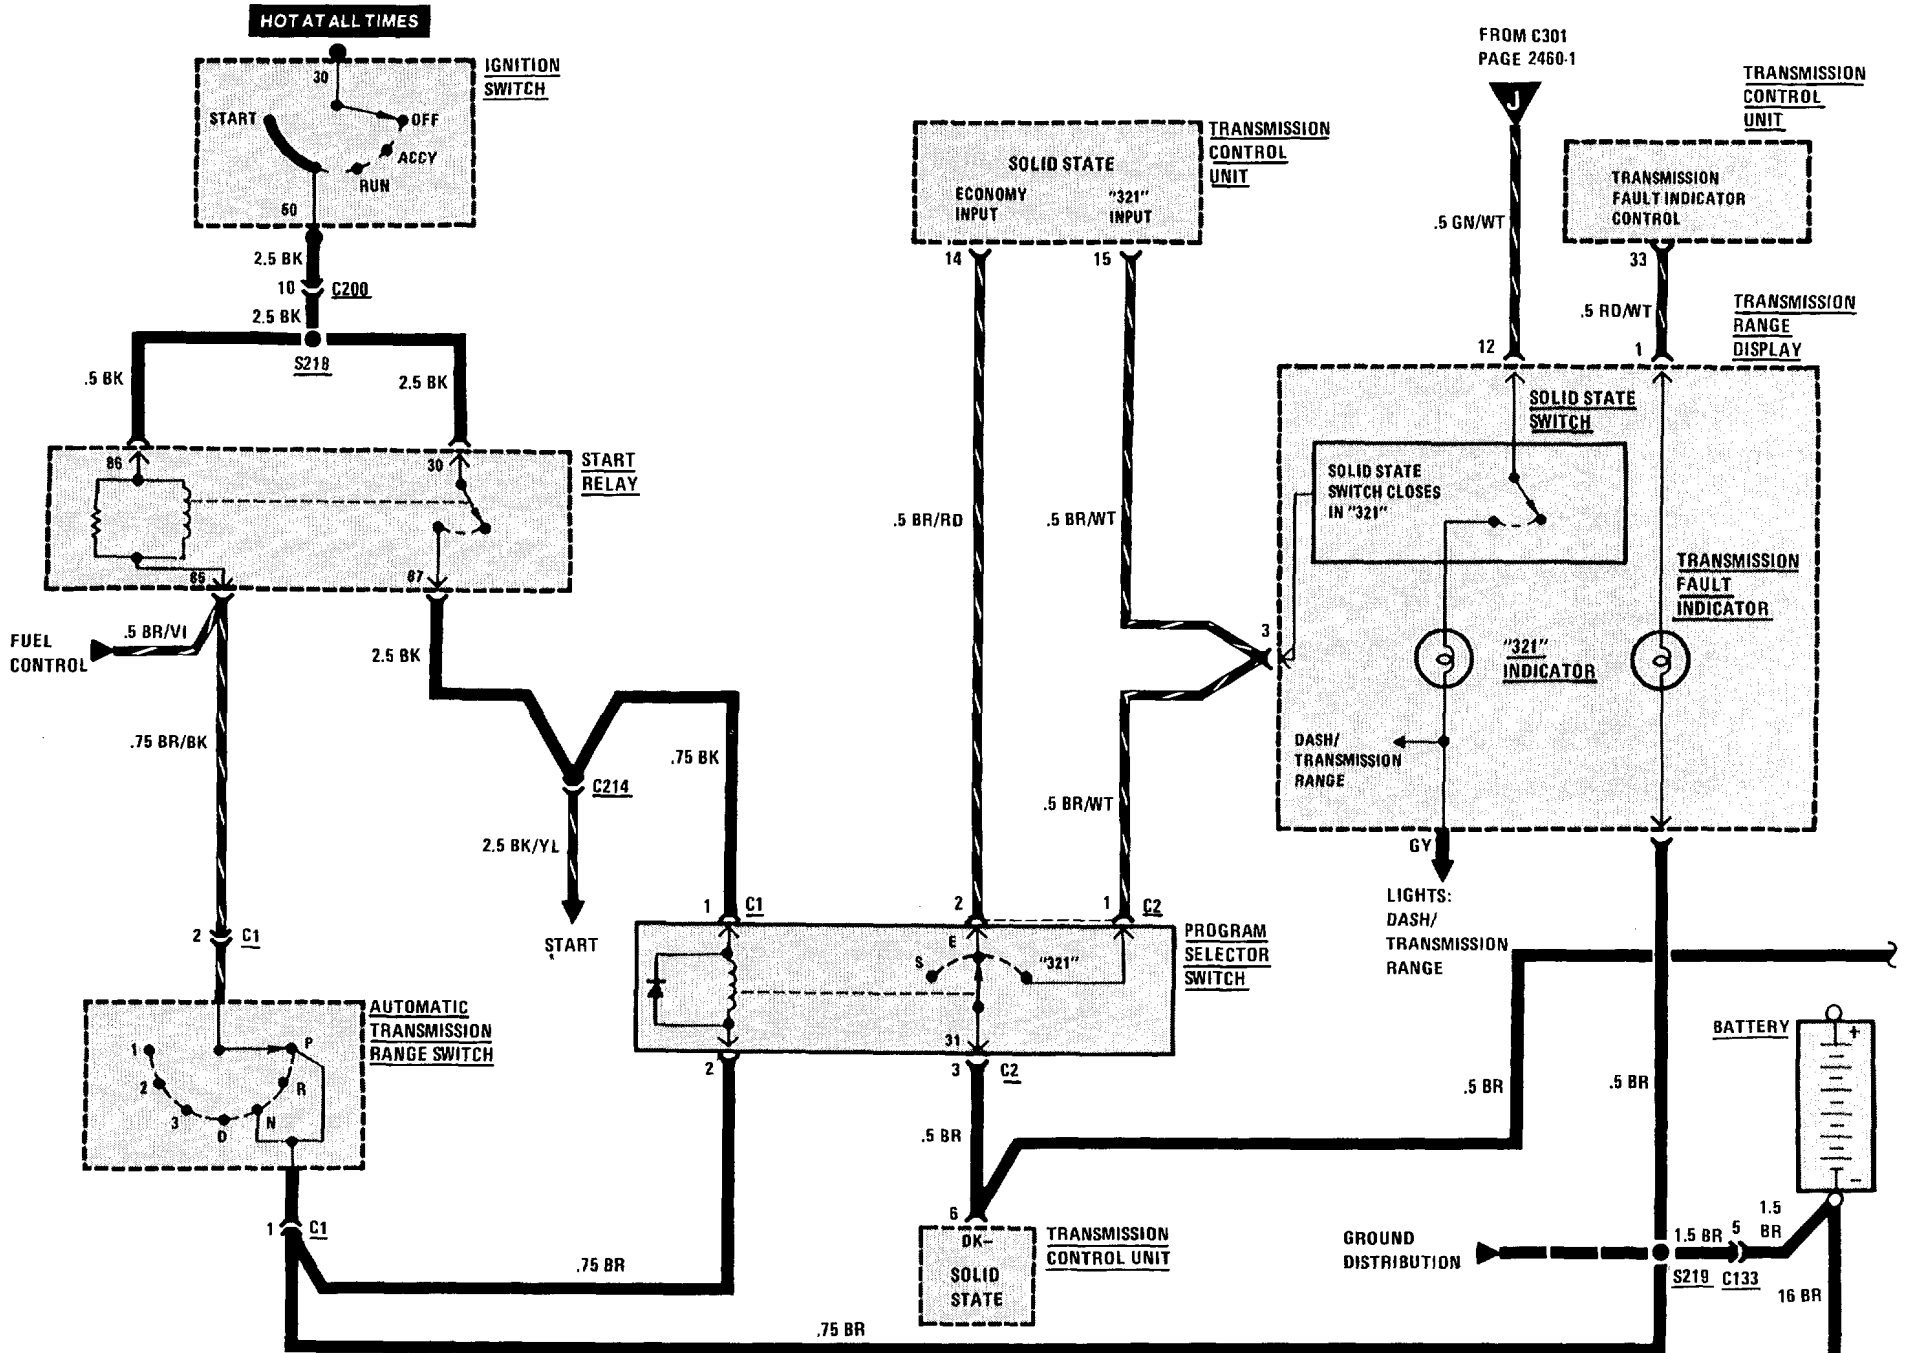 HOT AT ALL TIMES
30
IGNITION
SWITCH
START
OFF
ACCY
RUN
50
2.5 BK
10
C200
2.5 BK
S218
.5 BK
2.5 BK
86
30
START
RELAY
85
87
FUEL
CONTROL
.5 BR/VI
2.5 BK
.75 BR/BK
.75 BK
C214
2.5 BK/YL
START
2
C1
AUTOMATIC
TRANSMISSION
RANGE SWITCH
1
P
2
R
3
D
N
1
C1
.75 BR
.75 BR
TRANSMISSION
CONTROL
UNIT
SOLID STATE
ECONOMY
INPUT
"321"
INPUT
14
15
.5 BR/RD
.5 BR/WT
3
.5 BR/WT
1
C1
2
1
C2
PROGRAM
SELECTOR
SWITCH
E
S
"321"
31
2
3
C2
.5 BR
6
DK-
SOLID
STATE
TRANSMISSION
CONTROL UNIT
FROM C301
PAGE 2460-1
J
.5 GN/WT
12
TRANSMISSION
CONTROL
UNIT
TRANSMISSION
FAULT INDICATOR
CONTROL
33
.5 RD/WT
1
TRANSMISSION
RANGE
DISPLAY
SOLID STATE
SWITCH
SOLID STATE
SWITCH CLOSES
IN "321"
TRANSMISSION
FAULT
INDICATOR
"321"
INDICATOR
DASH/
TRANSMISSION
RANGE
GY
LIGHTS:
DASH/
TRANSMISSION
RANGE
.5 BR
.5 BR
BATTERY
+
-
GROUND
DISTRIBUTION
1.5 BR
5
1.5
BR
S219
C133
16 BR